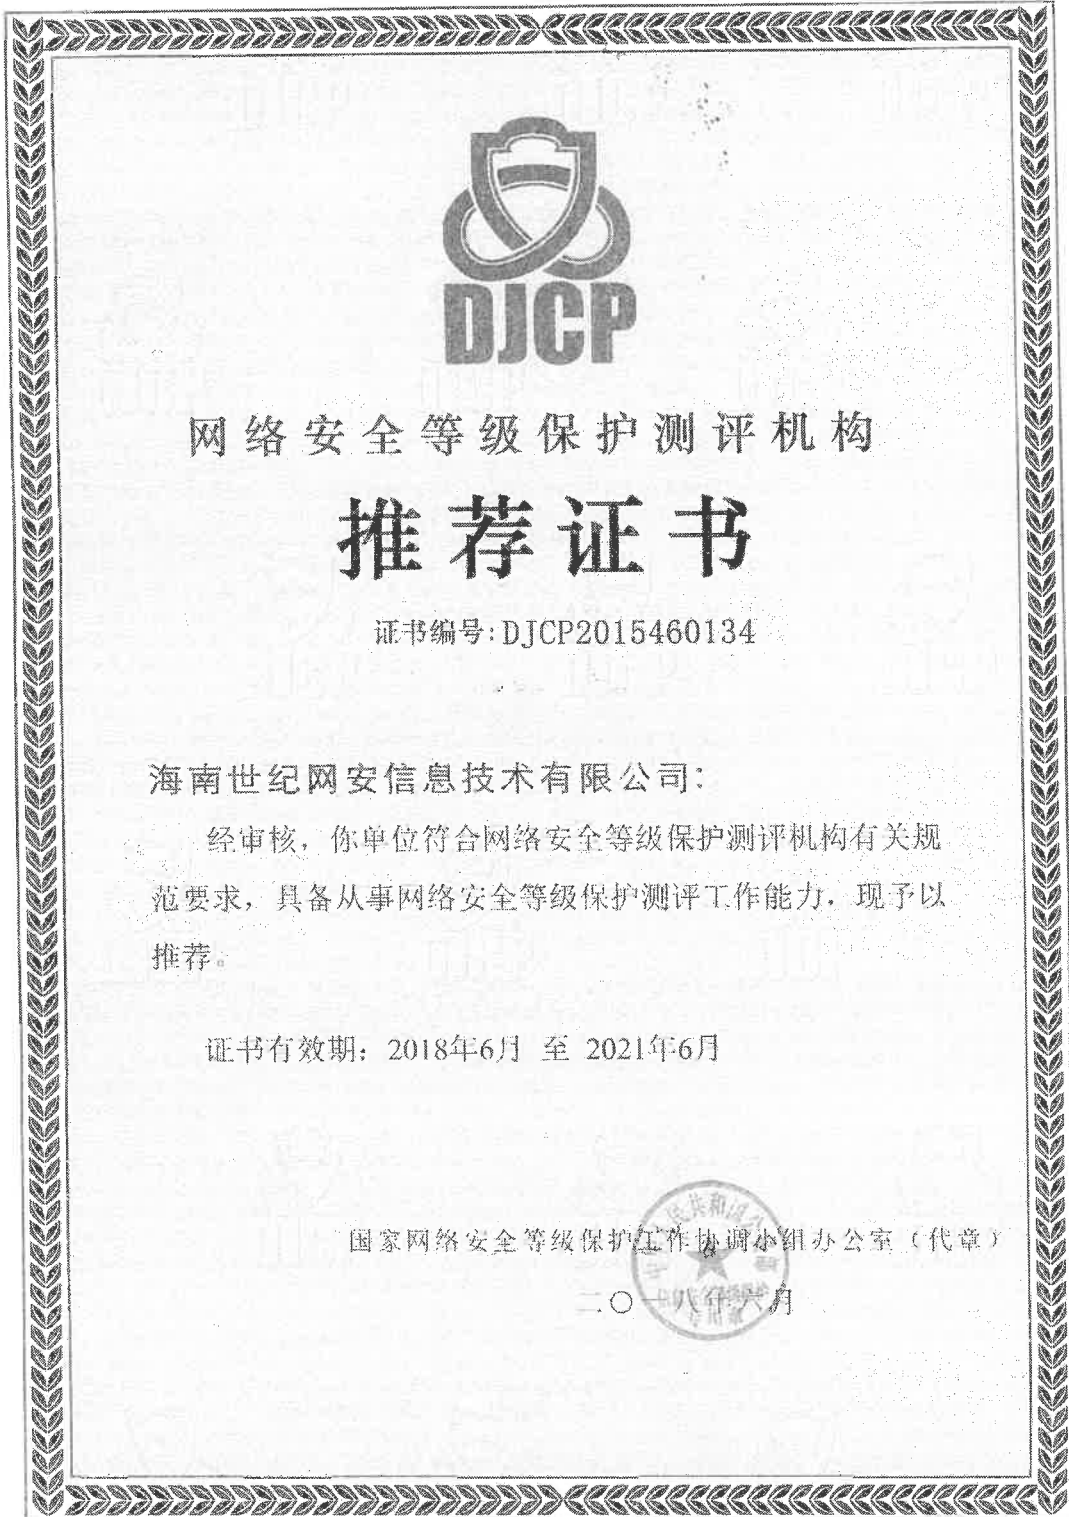 DJCP
网络安全等级保护测评机构
推荐证书
证书编号:DJCP2015460134
海南世纪网安信息技术有限公司:
经审核，你单位符合网络安全等级保护测评机构有关规
范要求，具备从事网络安全等级保护测评工作能力，现予以
推荐。
证书有效期：2018年6月 至 2021年6月
国家网络安全等级保护工作协调小组办公室（代章）
二〇一八年六月